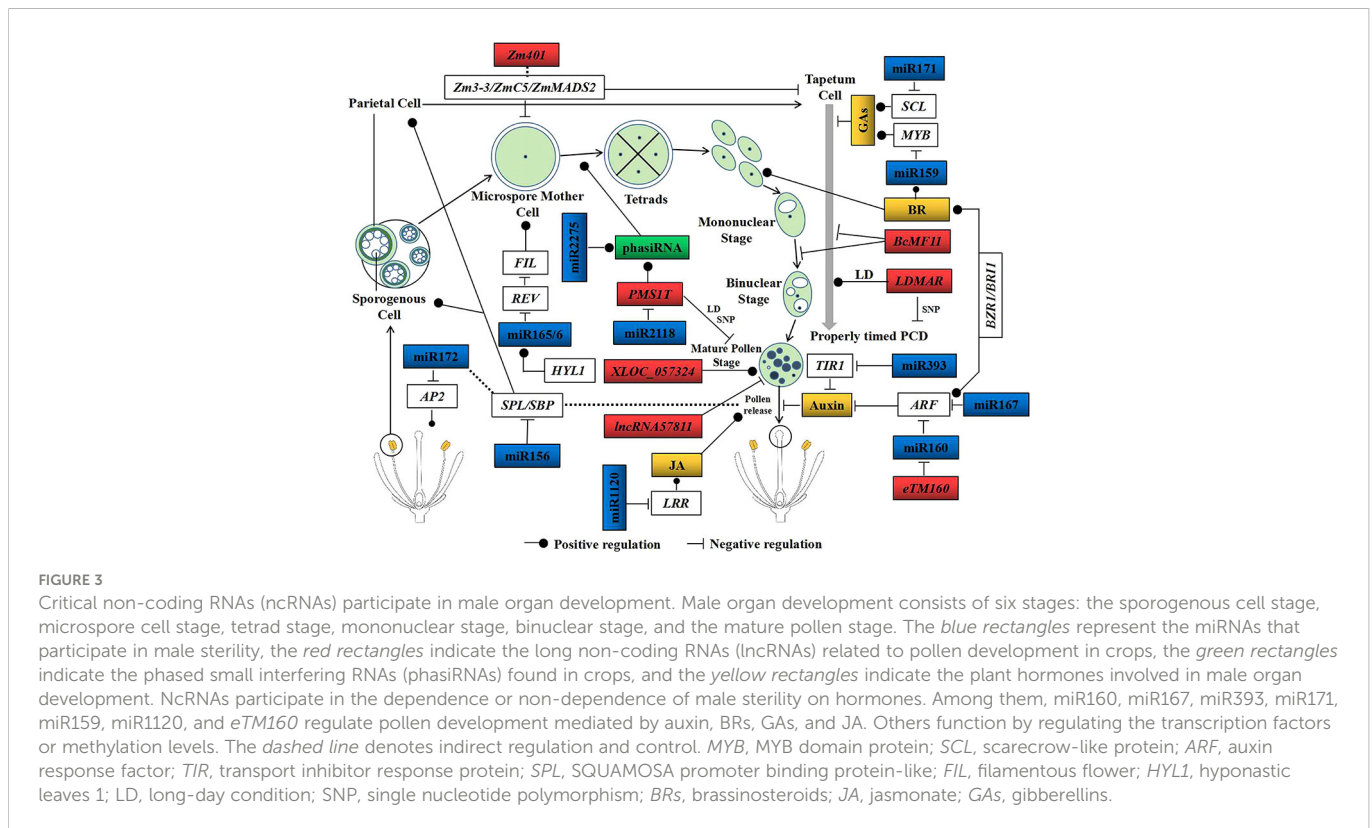 Zm401
Zm3-3/ZmC5/ZmMADS2
Parietal Cell
Tapetum
Cell
miR171
SCL
GAs
MYB
miR159
Microspore Mother
Cell
Tetrads
BR
Mononuclear
Stage
BcMF11
miR2275
phasiRNA
FIL
REV
PMS1T
LD
SNP
Binuclear
Stage
LD
LDMAR
SNP
BZR1/BRI1
Sporogenous
Cell
miR165/6
miR2118
Properly timed PCD
Mature Pollen
Stage
miR172
HYL1
XLOC_057324
TIR1
miR393
AP2
SPL/SBP
Pollen
release
Auxin
ARF
miR167
lncRNA57811
miR156
miR160
JA
miR1120
LRR
eTM160
Positive regulation
Negative regulation
FIGURE 3
Critical non-coding RNAs (ncRNAs) participate in male organ development. Male organ development consists of six stages: the sporogenous cell stage,
microspore cell stage, tetrad stage, mononuclear stage, binuclear stage, and the mature pollen stage. The blue rectangles represent the miRNAs that
participate in male sterility, the red rectangles indicate the long non-coding RNAs (lncRNAs) related to pollen development in crops, the green rectangles
indicate the phased small interfering RNAs (phasiRNAs) found in crops, and the yellow rectangles indicate the plant hormones involved in male organ
development. NcRNAs participate in the dependence or non-dependence of male sterility on hormones. Among them, miR160, miR167, miR393, miR171,
miR159, miR1120, and eTM160 regulate pollen development mediated by auxin, BRs, GAs, and JA. Others function by regulating the transcription factors
or methylation levels. The dashed line denotes indirect regulation and control. MYB, MYB domain protein; SCL, scarecrow-like protein; ARF, auxin
response factor; TIR, transport inhibitor response protein; SPL, SQUAMOSA promoter binding protein-like; FIL, filamentous flower; HYL1, hyponastic
leaves 1; LD, long-day condition; SNP, single nucleotide polymorphism; BRs, brassinosteroids; JA, jasmonate; GAs, gibberellins.